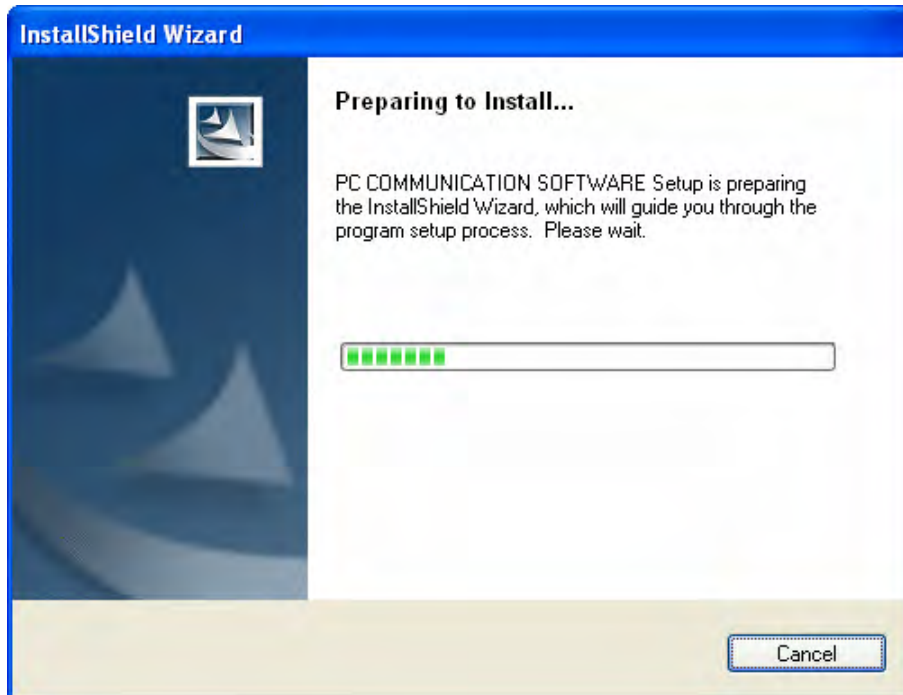 InstallShield Wizard
Preparing to Install...
PC COMMUNICATION SOFTWARE Setup is preparing
the InstallShield Wizard, which will guide you through the
program setup process.  Please wait.
Cancel